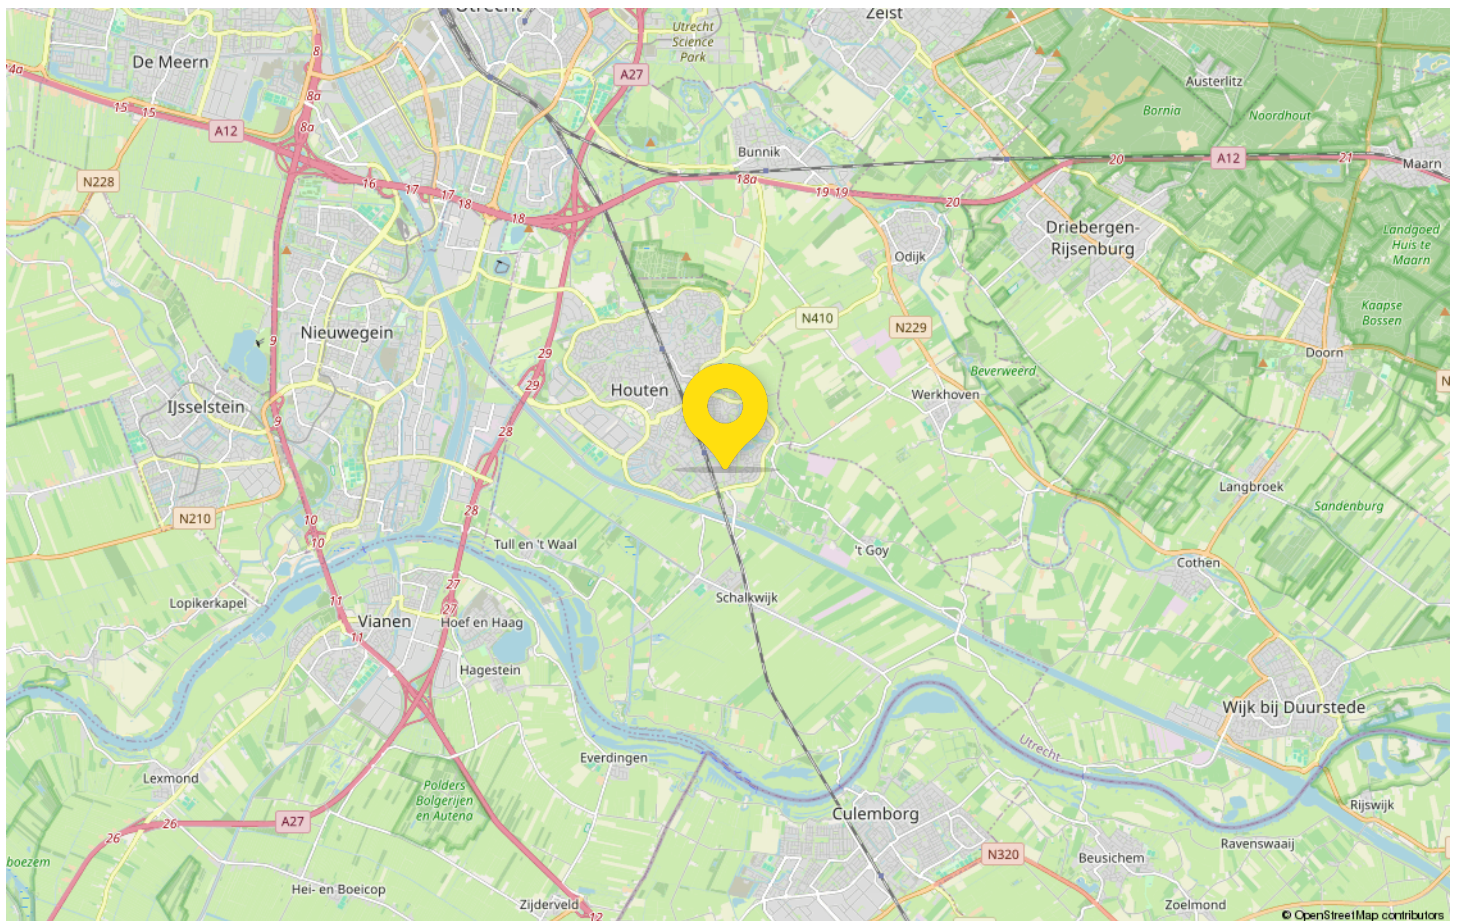 Utrecht
Zeist
Utrecht
Science
Park
De Meern
14a
8
A27
Austerlitz
8a
15
15
Bornia
Noordhout
8a
A12
Bunnik
20
A12
21
Maarn
N228
16
17
17
18
18
18a
19
19
20
Driebergen-
Rijsenburg
Landgoed
Huis te
Maarn
Odijk
Kaapse
Bossen
N410
N229
Nieuwegein
9
29
Doorn
29
Beverweerd
N
Houten
Werkhoven
IJsselstein
9
28
Langbroek
Sandenburg
N210
10
10
28
Tull en 't Waal
't Goy
Cothen
27
Schalkwijk
Lopikerkapel
11
27
Vianen
Hoef en Haag
11
Hagestein
Wijk bij Duurstede
Utrecht
Everdingen
Lexmond
Polders
Bolgerijen
en Autena
Culemborg
Rijswijk
A27
26
26
Ravenswaaij
N320
Beusichem
boezem
Hei- en Boeicop
Zijderveld
12
Zoelmond
© OpenStreetMap contributors